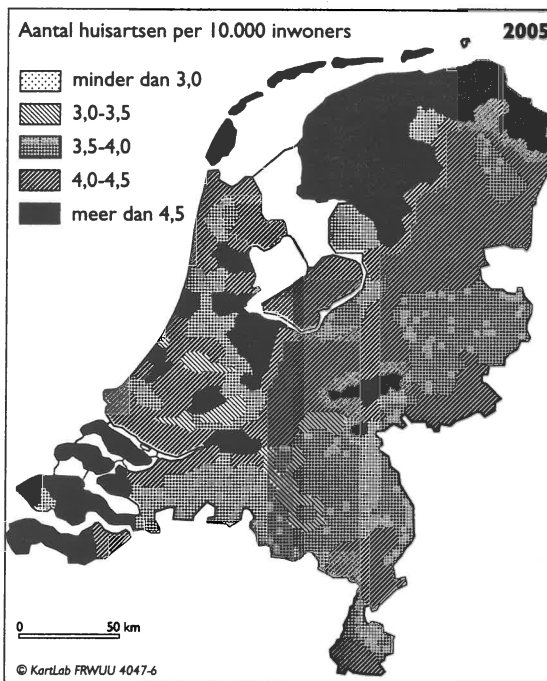 Aantal huisartsen per 10.000 inwoners 2005
minder dan 3,0
3,0-3,5
3,5-4,0
4,0-4,5
meer dan 4,5
0 50 km
© KartLab FRWUU 4047-6